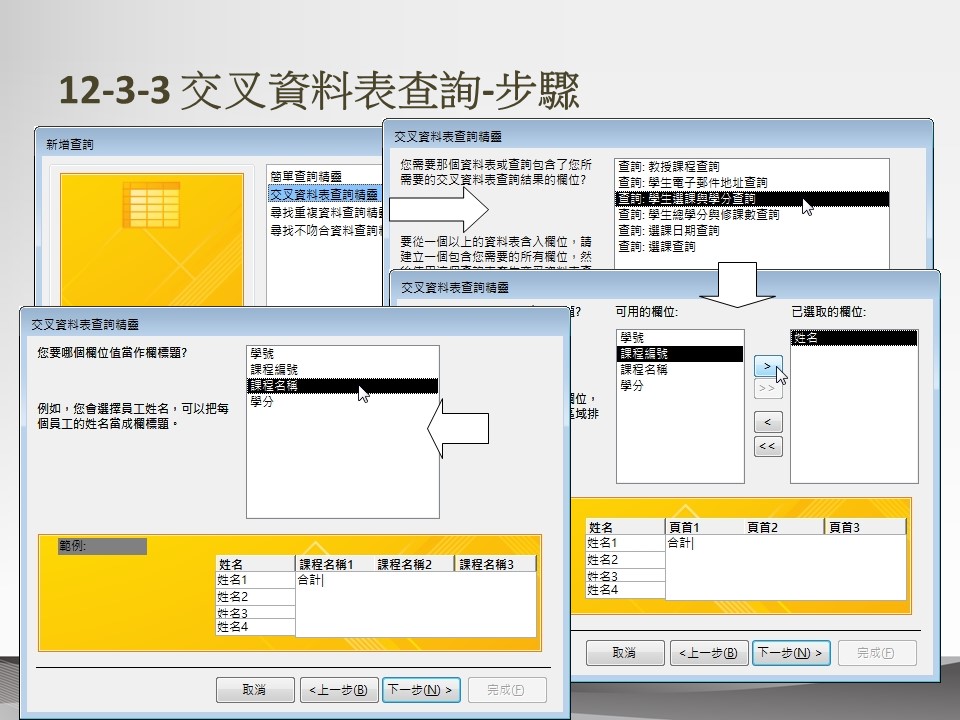 12-3-3 交叉資料表查詢-步驟
新增查詢
簡單查詢精靈
交叉資料表查詢精靈
尋找重複資料查詢精
尋找不吻合資料查詢
交叉資料表查詢精靈
您需要那個資料表或查詢包含了您所
需要的交叉資料表查詢結果的欄位?
要從一個以上的資料表含入欄位，請
建立一個包含您需要的所有欄位，然
查詢: 教授課程查詢
查詢: 學生電子郵件地址查詢
查詢: 學生選課與學分查詢
查詢: 學生總學分與修課數查詢
查詢: 選課日期查詢
查詢: 選課查詢
交叉資料表查詢精靈
?
可用的欄位:
學號
課程編號
課程名稱
學分
>
>>
<
<<
已選取的欄位:
姓名
位，
區域排
姓名 頁首1 頁首2 頁首3
姓名1 合計
姓名2
姓名3
姓名4
取消 <上一步(B) 下一步(N) > 完成(F)
交叉資料表查詢精靈
您要哪個欄位值當作欄標題?
例如，您會選擇員工姓名，可以把每
個員工的姓名當成欄標題。
學號
課程編號
課程名稱
學分
範例:
姓名 課程名稱1 課程名稱2 課程名稱3
姓名1 合計
姓名2
姓名3
姓名4
取消 <上一步(B) 下一步(N) > 完成(F)